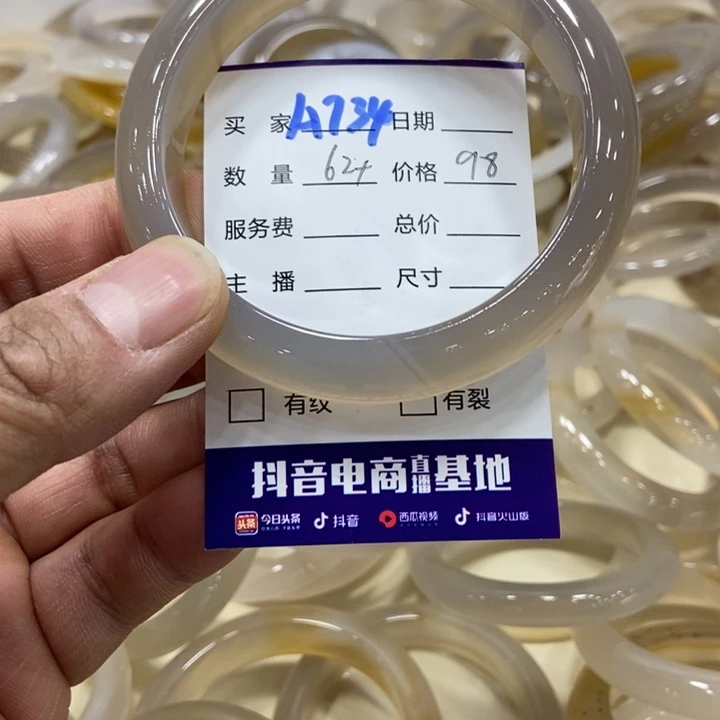 买 家 A734 日期
数 量 62+ 价格 98
服务费 总价
主 播 尺寸
有纹 有裂
抖音电商直播基地
头条 今日头条 抖音 西瓜视频 抖音火山版